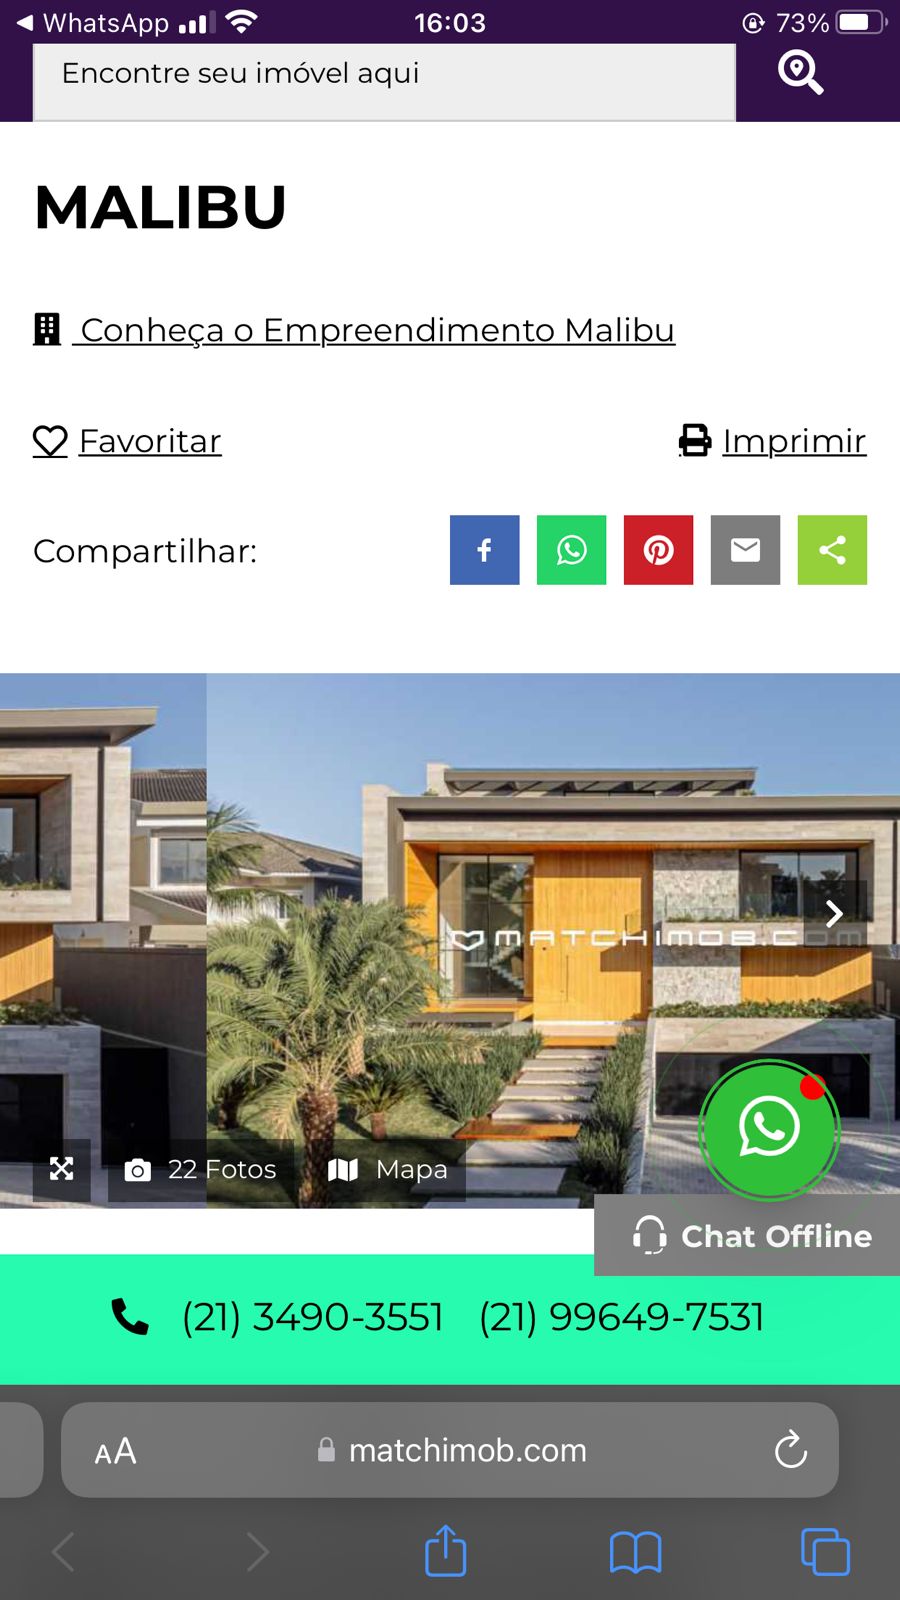 WhatsApp
16:03
73%
Encontre seu imóvel aqui
MALIBU
Conheça o Empreendimento Malibu
Favoritar
Imprimir
Compartilhar:
MATCHIMOB.COM
22 Fotos
Mapa
Chat Offline
(21) 3490-3551 (21) 99649-7531
AA
matchimob.com